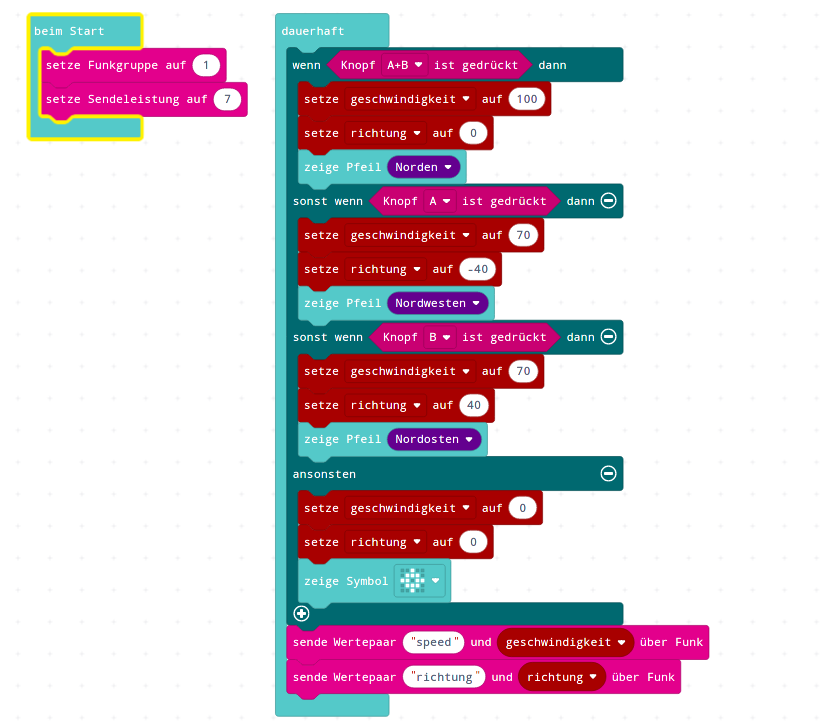 beim Start
setze Funkgruppe auf 1
setze Sendeleistung auf 7
dauerhaft
wenn Knopf A+B ist gedrückt dann
setze geschwindigkeit auf 100
setze richtung auf 0
zeige Pfeil Norden
sonst wenn Knopf A ist gedrückt dann
setze geschwindigkeit auf 70
setze richtung auf -40
zeige Pfeil Nordwesten
sonst wenn Knopf B ist gedrückt dann
setze geschwindigkeit auf 70
setze richtung auf 40
zeige Pfeil Nordosten
ansonsten
setze geschwindigkeit auf 0
setze richtung auf 0
zeige Symbol
sende Wertepaar "speed" und geschwindigkeit über Funk
sende Wertepaar "richtung" und richtung über Funk